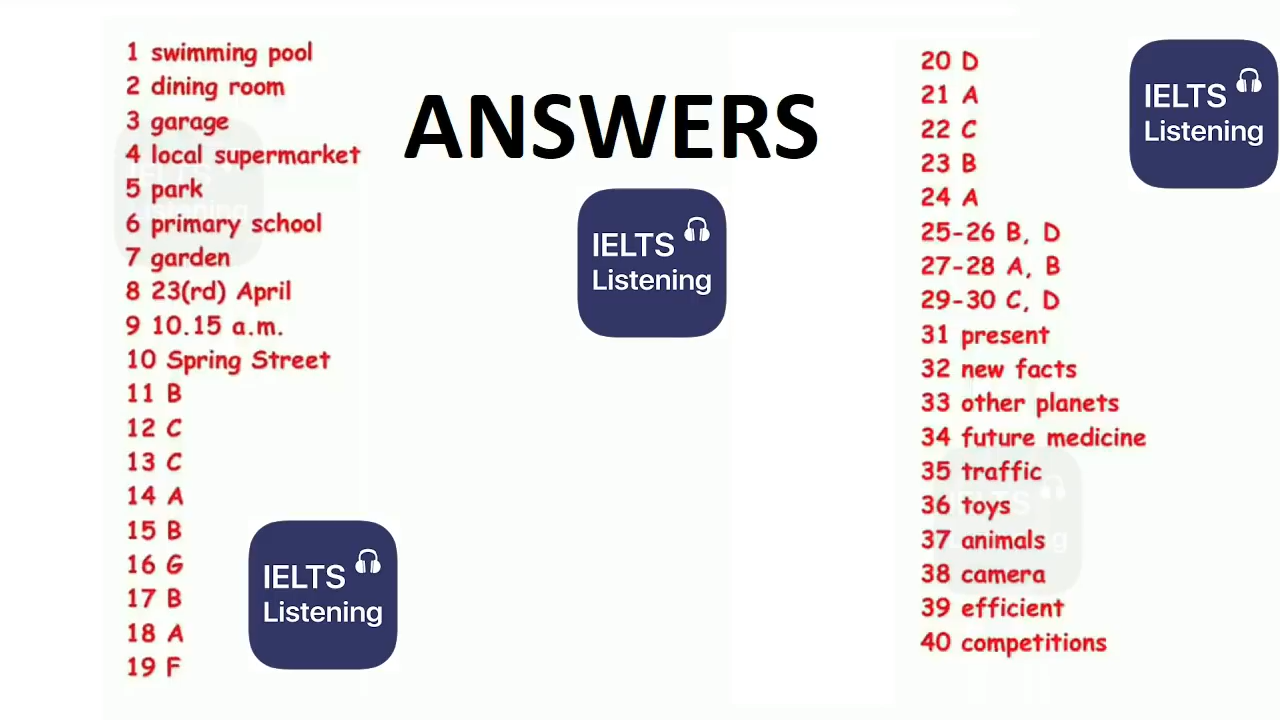 1 swimming pool
2 dining room
3 garage
4 local supermarket
5 park
6 primary school
7 garden
8 23(rd) April
9 10.15 a.m.
10 Spring Street
11 B
12 C
13 C
14 A
15 B
16 G
17 B
18 A
19 F
ANSWERS
IELTS
Listening
IELTS
Listening
20 D
21 A
22 C
23 B
24 A
25-26 B, D
27-28 A, B
29-30 C, D
31 present
32 new facts
33 other planets
34 future medicine
35 traffic
36 toys
37 animals
38 camera
39 efficient
40 competitions
IELTS
Listening
IELTS
Listening